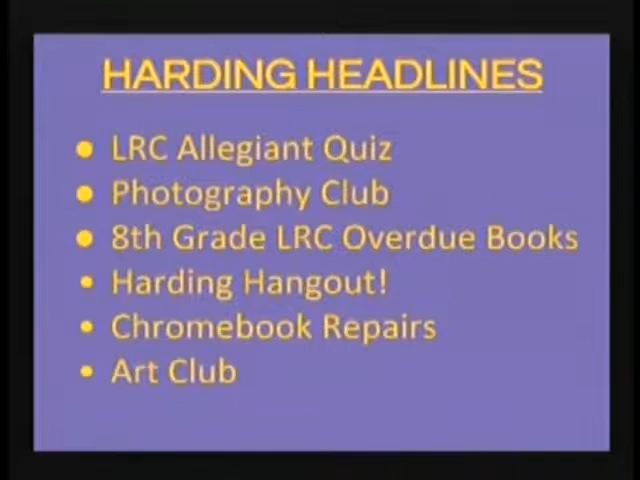 HARDING HEADLINES
• LRC Allegiant Quiz
• Photography Club
• 8th Grade LRC Overdue Books
• Harding Hangout!
• Chromebook Repairs
• Art Club